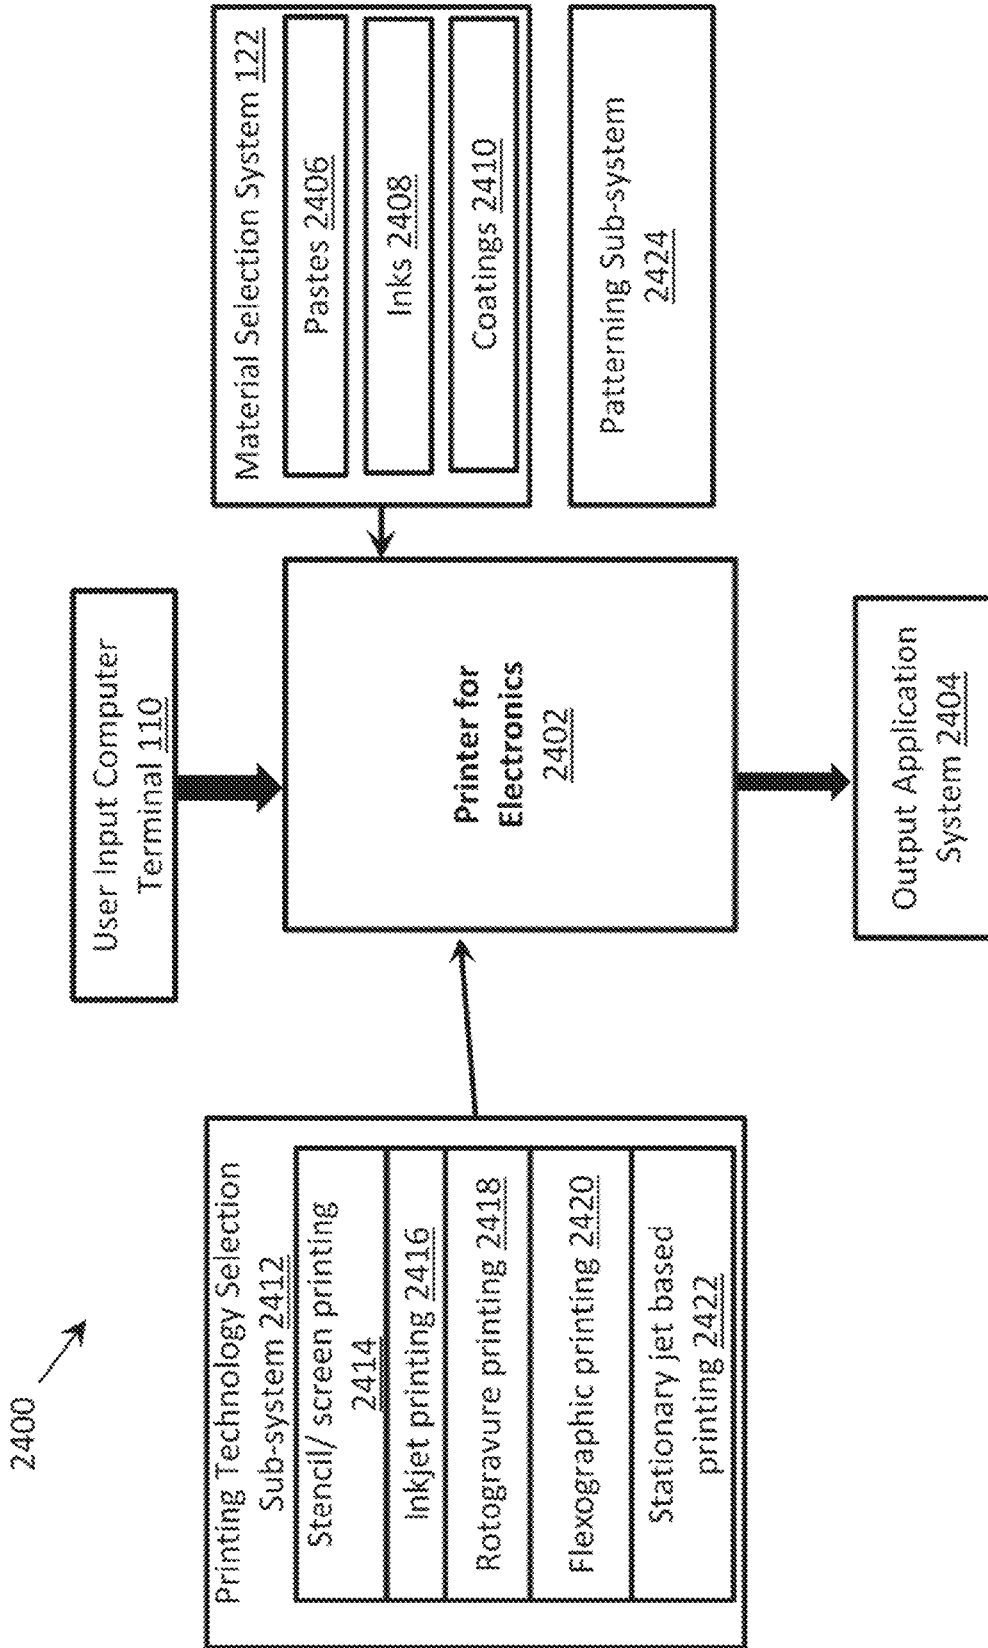 2400
User Input Computer
Terminal 110
Printing Technology Selection
Sub-system 2412
Stencil/ screen printing
2414
Inkjet printing 2416
Rotogravure printing 2418
Flexographic printing 2420
Stationary jet based
printing 2422
Printer for
Electronics
2402
Material Selection System 122
Pastes 2406
Inks 2408
Coatings 2410
Patterning Sub-system
2424
Output Application
System 2404